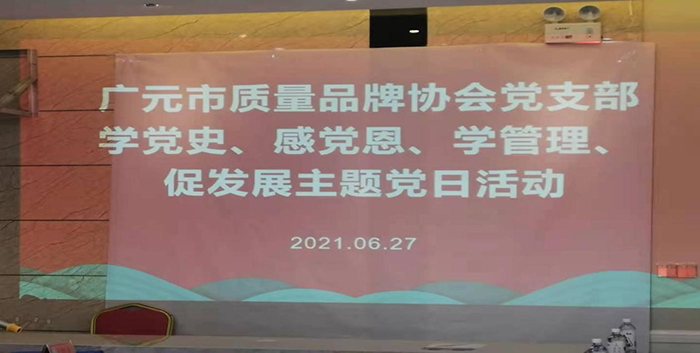 广元市质量品牌协会党支部
学党史、感党恩、学管理、
促发展主题党日活动
2021.06.27